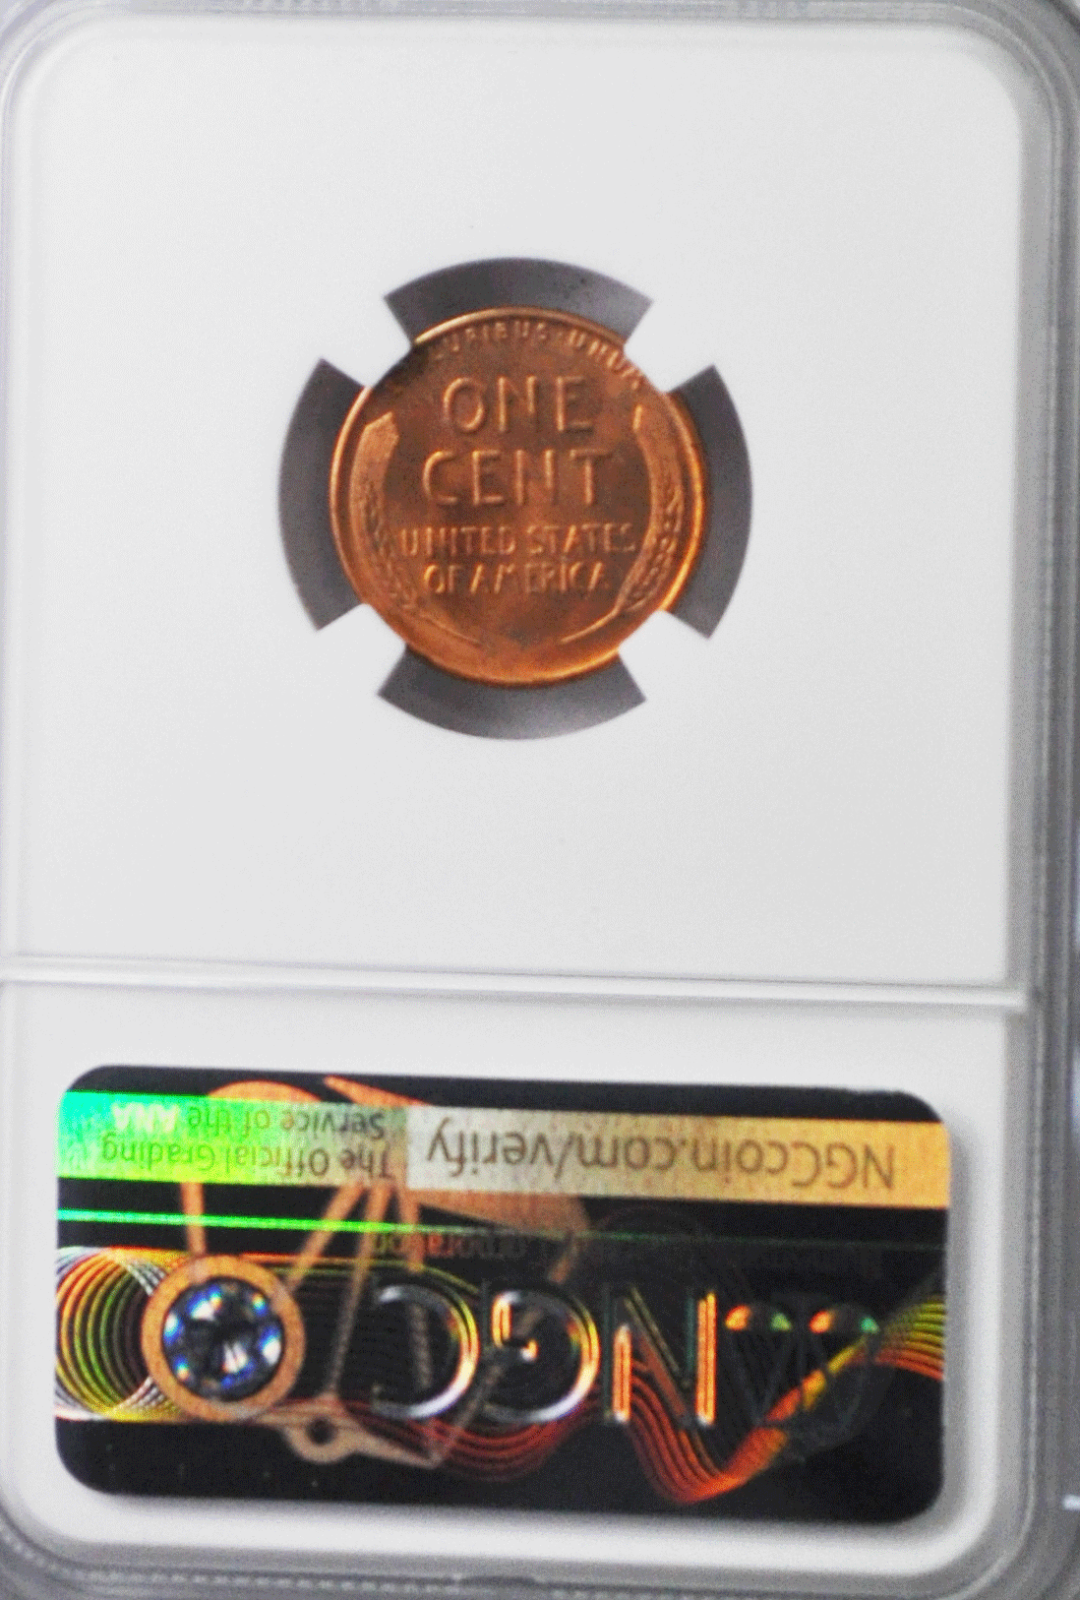 PLURIBUS·UNUM
ONE
CENT
UNITED STATES
OF AMERICA
NGCcoin.com/verify
The Official Grading
Service of the ANA
NGC